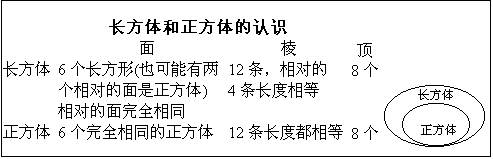 长方体和正方体的认识
面 棱 顶
长方体 6个长方形(也可能有两 12条，相对的 8个
个相对的面是正方体) 4条长度相等
相对的面完全相同
正方体 6个完全相同的正方体 12条长度都相等 8个
长方体
正方体